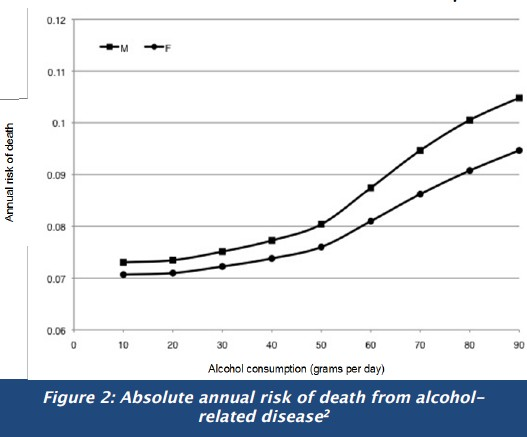 0.12
M F
0.11
0.1
0.09
0.08
0.07
0.06
Annual risk of death
0 10 20 30 40 50 60 70 80 90
Alcohol consumption (grams per day)
Figure 2: Absolute annual risk of death from alcohol-
related disease2